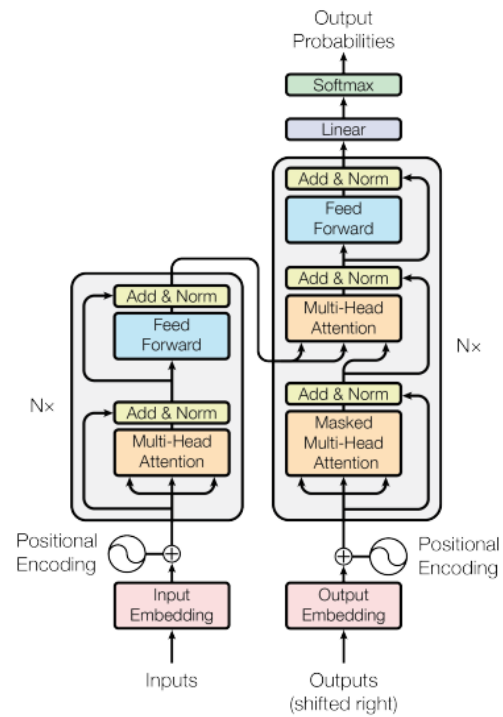 Output
Probabilities
Softmax
Linear
Add & Norm
Feed
Forward
Add & Norm
Multi-Head
Attention
Nx
Add & Norm
Masked
Multi-Head
Attention
Add & Norm
Feed
Forward
Nx
Add & Norm
Multi-Head
Attention
Positional
Encoding
Positional
Encoding
Input
Embedding
Output
Embedding
Inputs
Outputs
(shifted right)